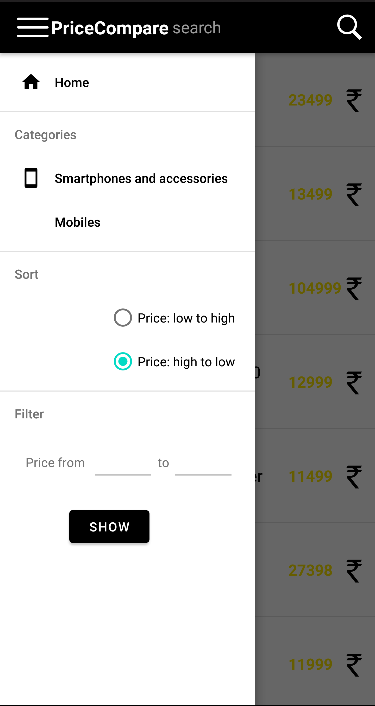 PriceCompare search
Home
Categories
Smartphones and accessories
Mobiles
Sort
Price: low to high
Price: high to low
Filter
Price from to
SHOW
23499 ₹
13499 ₹
104999 ₹
0
12999 ₹
er
11499 ₹
27398 ₹
11999 ₹